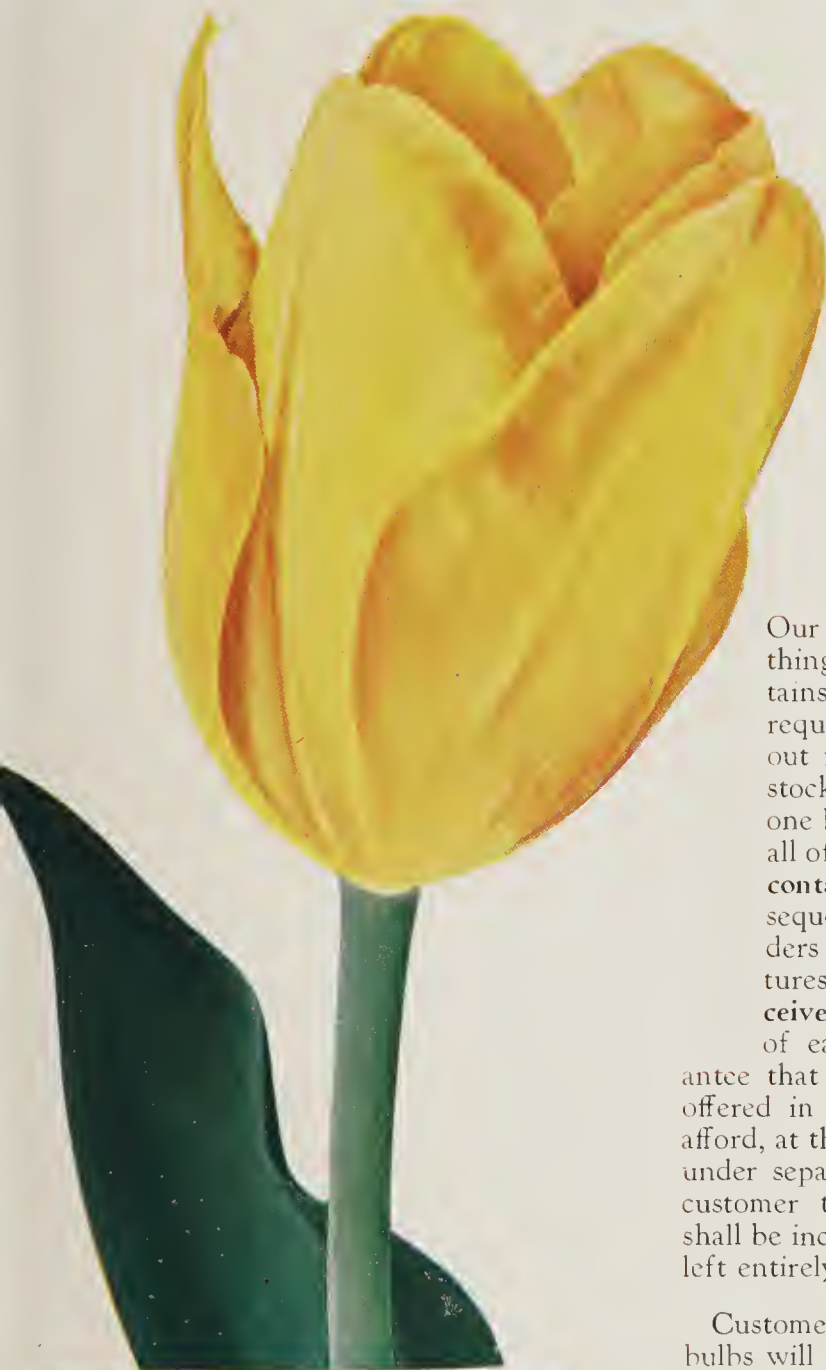 Our
thing
tains
requ
out
stock
one
all of
conta
sequ
ders
tures
ceive
of ea
antee that
offered in
afford, at th
under sepa
customer t
shall be inc
left entirely
Custome
bulbs will